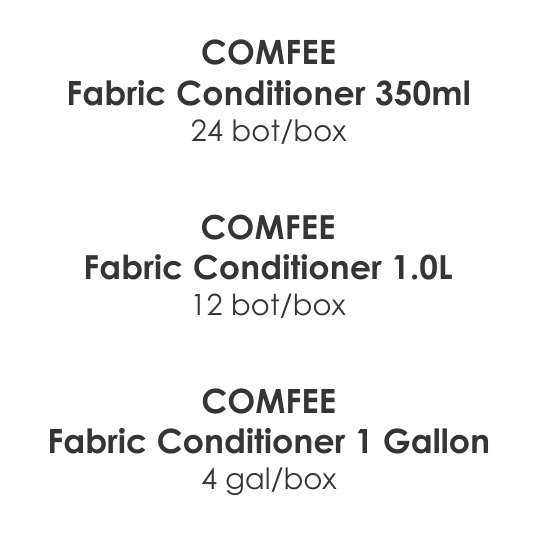 COMFEE
Fabric Conditioner 350ml
24 bot/box
COMFEE
Fabric Conditioner 1.0L
12 bot/box
COMFEE
Fabric Conditioner 1 Gallon
4 gal/box